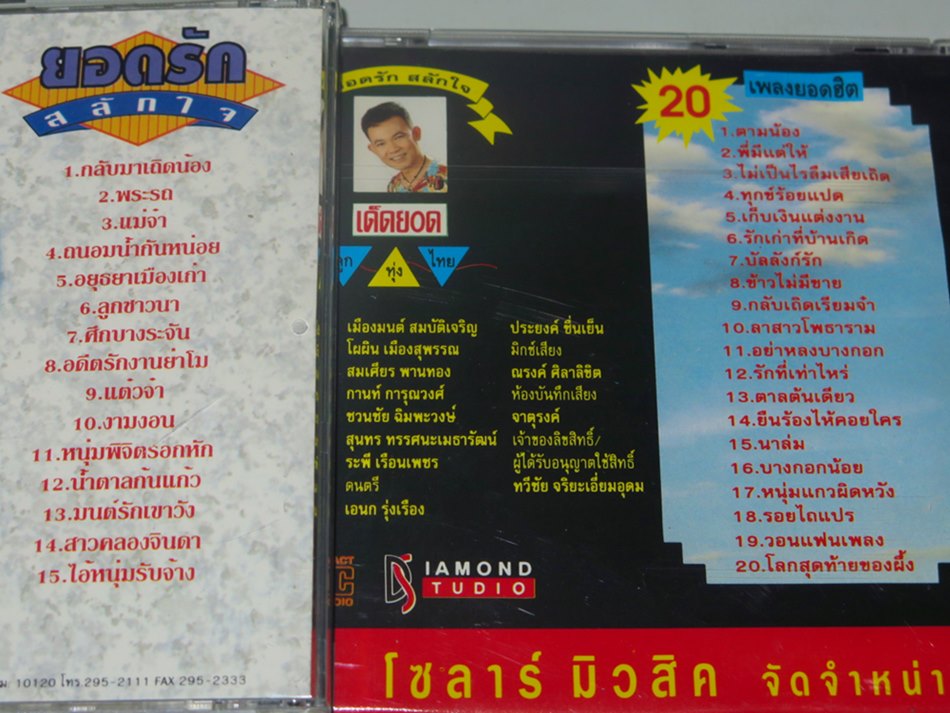 ยอดรัก
สลักใจ
1.กลับมาเถิดน้อง
2.พระรถ
3.แม่จ๋า
4.ถนอมน้ำกันหน่อย
5.อยุธยาเมืองเก่า
6.ลูกชาวนา
7.ศึกบางระจัน
8.อดีตรักงานย่าโม
9.แต๋วจ๋า
10.งามงอน
11.หนุ่มพิจิตรอกหัก
12.น้ำตาลก้นแก้ว
13.มนต์รักเขาวัง
14.สาวคลองจินดา
15.ไอ้หนุ่มรับจ้าง
10120 โทร.295-2111 FAX 295-2333
ยอดรัก สลักใจ
เด็ดยอด
ลูก ทุ่ง ไทย
เมืองมนต์ สมบัติเจริญ
โผผิน เมืองสุพรรณ
สมเศียร พานทอง
กานท์ การุณวงศ์
ชวนชัย ฉิมพะวงษ์
สุนทร ทรรศนะเมธารัฒน์
ระพี เรือนเพชร
ดนตรี
เอนก รุ่งเรือง
ประยงค์ ชื่นเย็น
มิกซ์เสียง
ณรงค์ ศิลาลิขิต
ห้องบันทึกเสียง
จาตุรงค์
เจ้าของลิขสิทธิ์/
ผู้ได้รับอนุญาตใช้สิทธิ์
ทวีชัย จริยะเอี่ยมอุดม
DIAMOND
STUDIO
20 เพลงยอดฮิต
1.ตามน้อง
2.พี่มีแต่ให้
3.ไม่เป็นไรลืมเสียเถิด
4.ทุกข์ร้อยแปด
5.เก็บเงินแต่งงาน
6.รักเก่าที่บ้านเกิด
7.บัลลังก์รัก
8.ข้าวไม่มีขาย
9.กลับเถิดเรียมจ๋า
10.ลาสาวโพธาราม
11.อย่าหลงบางกอก
12.รักที่เท่าไหร่
13.ตาลต้นเดียว
14.ยืนร้องไห้คอยใคร
15.นาล่ม
16.บางกอกน้อย
17.หนุ่มแกวผิดหวัง
18.รอยไถแปร
19.วอนแฟนเพลง
20.โลกสุดท้ายของผึ้ง
โซลาร์ มิวสิค จัดจำหน่า